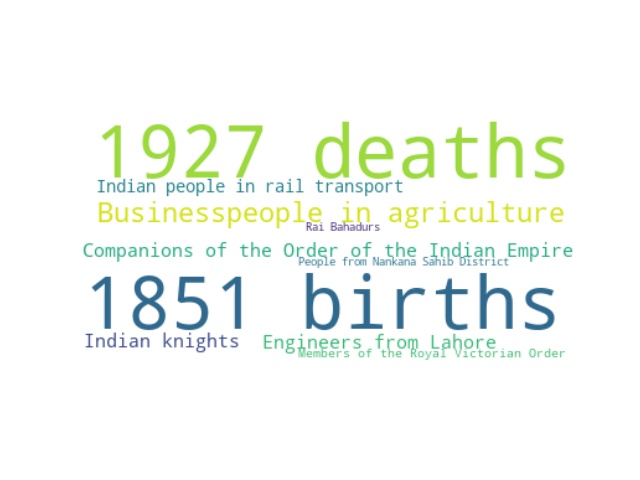 1927 deaths
Indian people in rail transport
Businesspeople in agriculture
Rai Bahadurs
Companions of the Order of the Indian Empire
People from Nankana Sahib District
1851 births
Indian knights
Engineers from Lahore
Members of the Royal Victorian Order